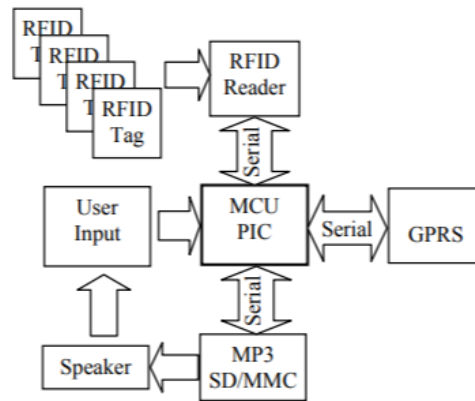 RFID
T
RFID
T
RFID
T
RFID
Tag
RFID
Reader
Serial
User
Input
MCU
PIC
Serial
GPRS
Serial
Speaker
MP3
SD/MMC